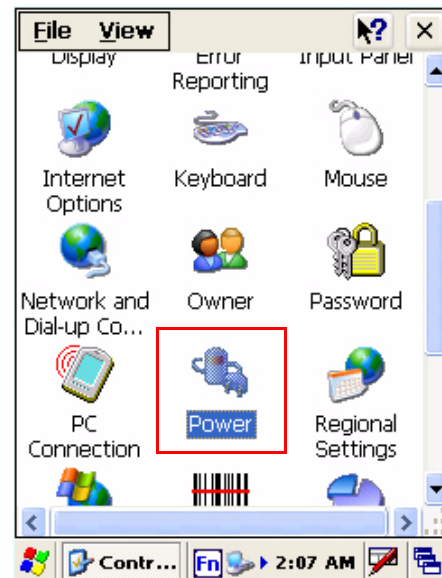 File View ?
Display Error Input Panel
Reporting
Internet Keyboard Mouse
Options
Network and Owner Password
Dial-up Co...
PC Power Regional
Connection Settings
Contr... Fn 2:07 AM